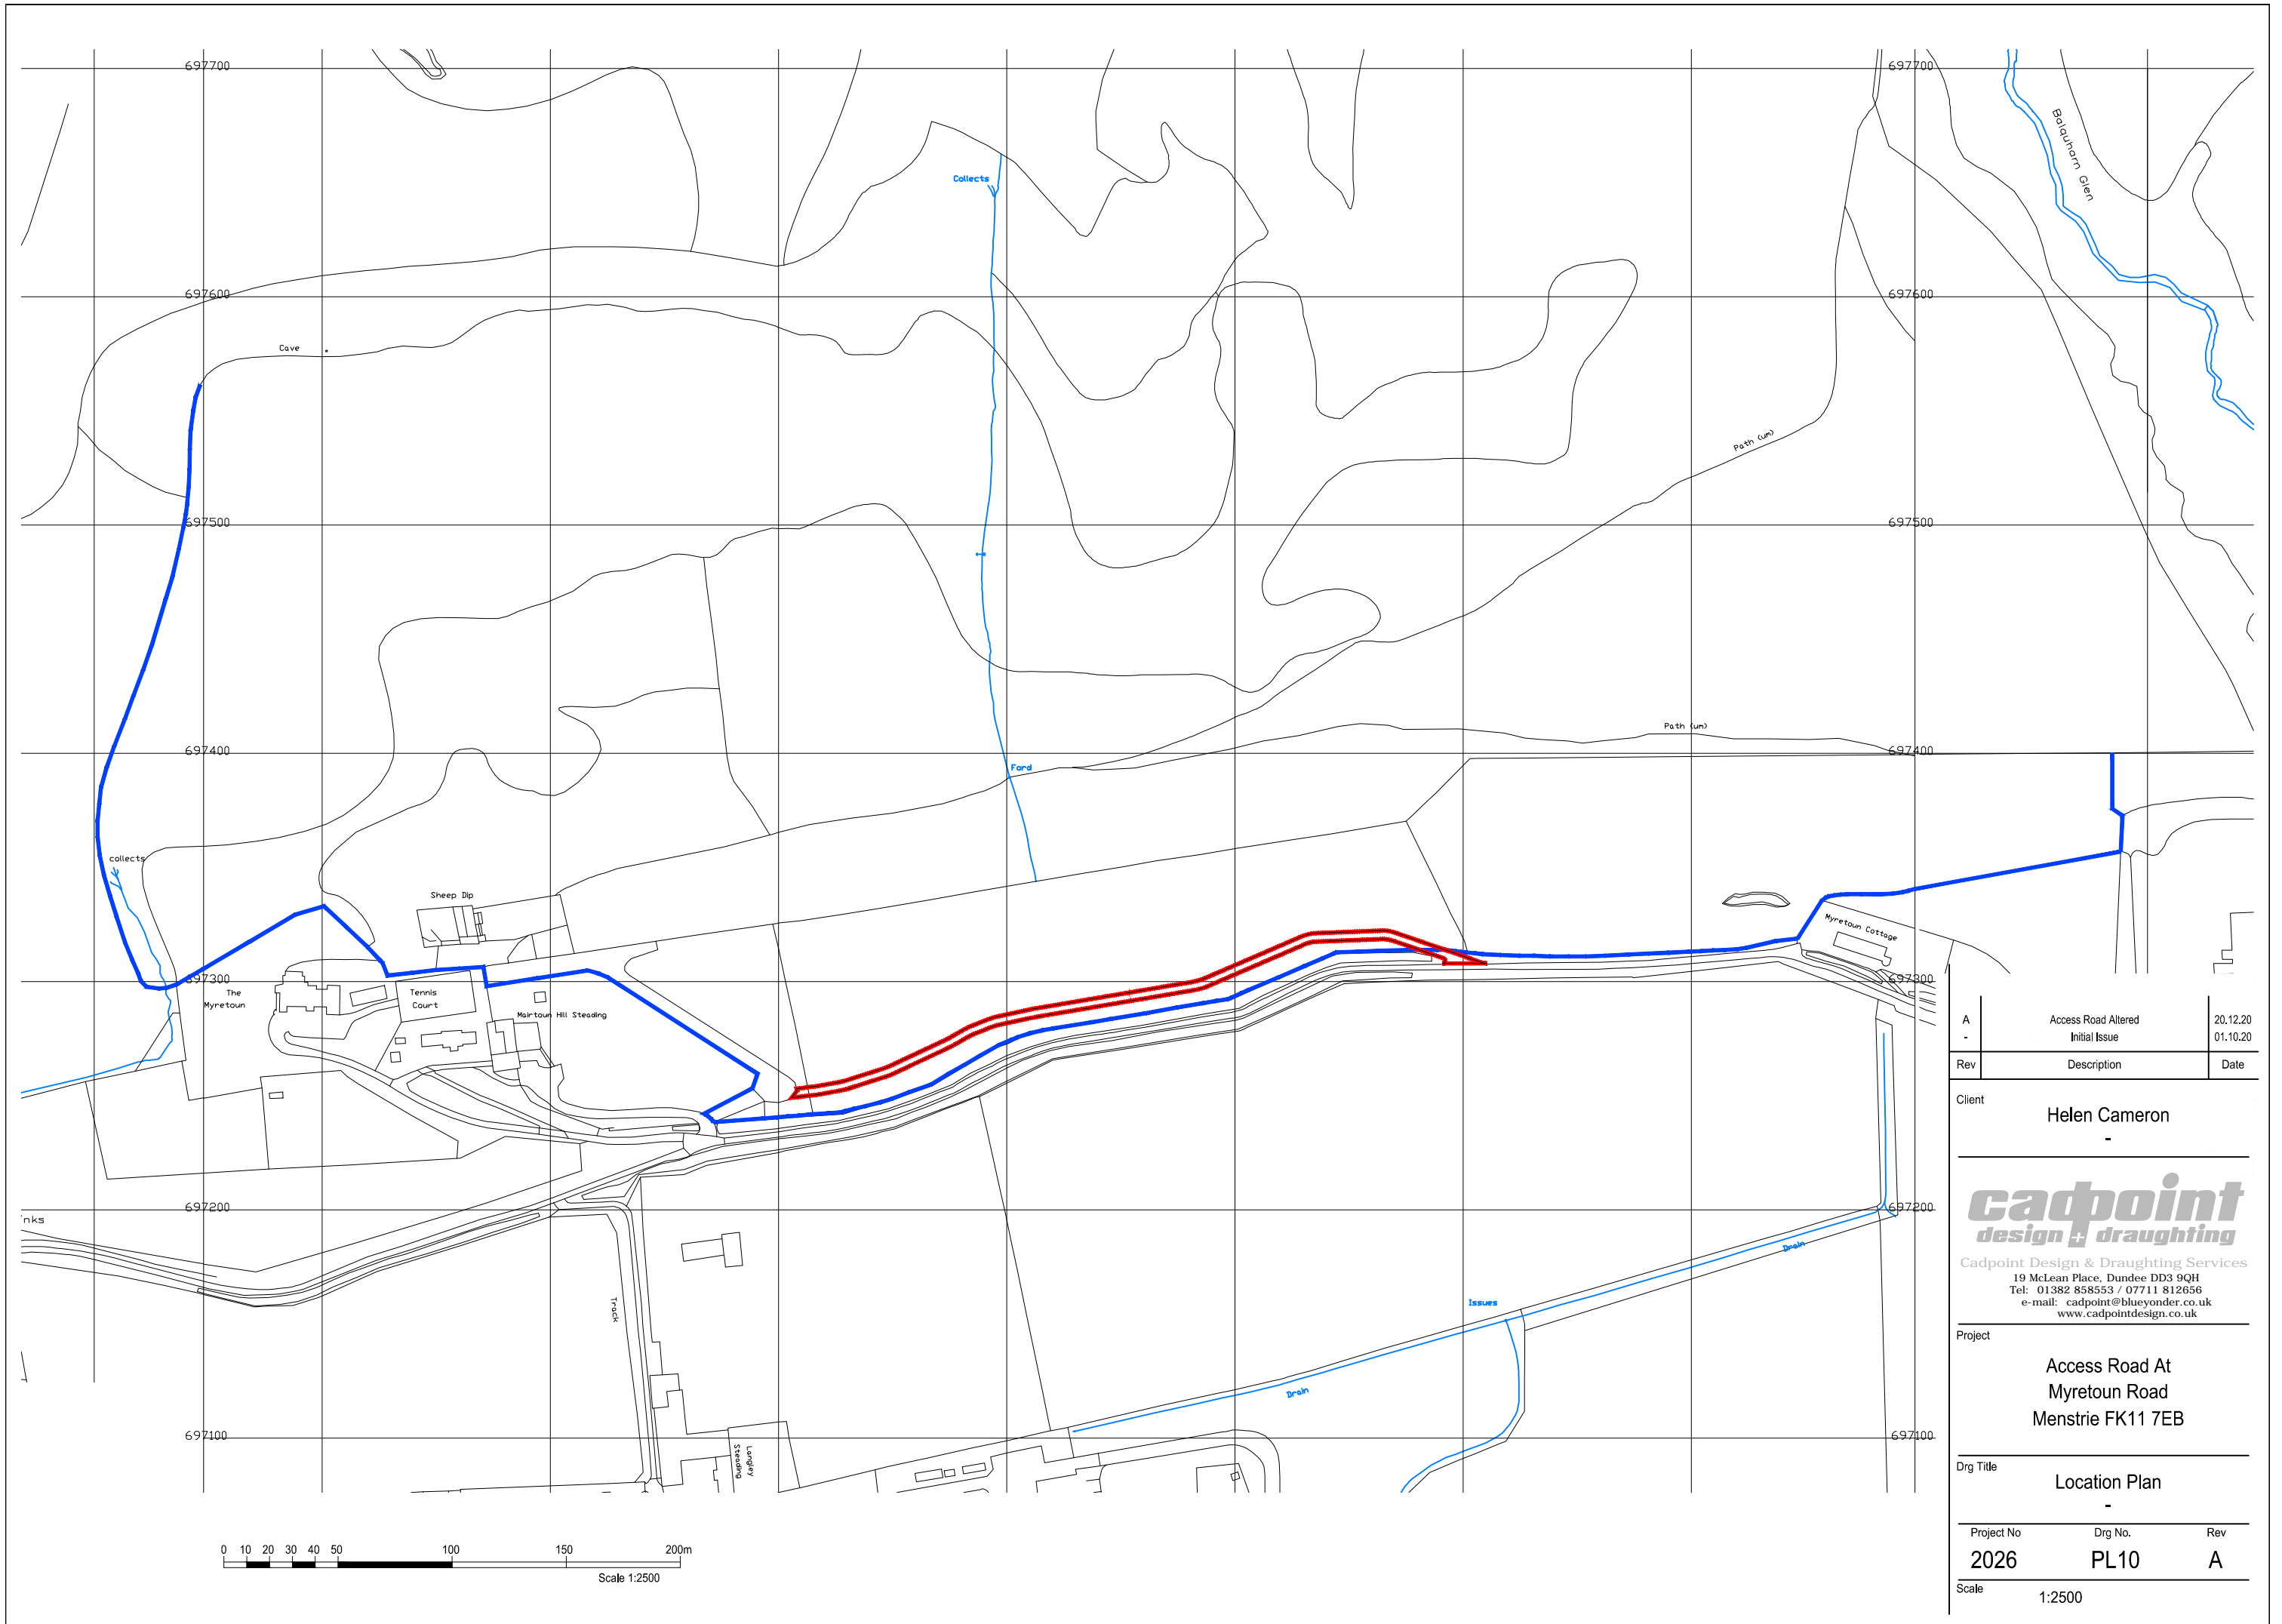 697700
697700
Balquharn Glen
Collects
697600
697600
Cave
Path (um)
697500
697500
Path (um)
697400
697400
Ford
collects
Sheep Dip
Myretoun Cottage
697300
697300
The
Myretoun
Tennis
Court
Mairtoun Hill Steading
697200
697200
nks
Drain
Issues
Track
Drain
697100
697100
Langley
Steading
0 10 20 30 40 50 100 150 200m
Scale 1:2500
A Access Road Altered 20.12.20
- Initial Issue 01.10.20
Rev Description Date
Client
Helen Cameron
-
cadpoint
design + draughting
Cadpoint Design & Draughting Services
19 McLean Place, Dundee DD3 9QH
Tel: 01382 858553 / 07711 812656
e-mail: cadpoint@blueyonder.co.uk
www.cadpointdesign.co.uk
Project
Access Road At
Myretoun Road
Menstrie FK11 7EB
Drg Title
Location Plan
-
Project No Drg No. Rev
2026 PL10 A
Scale 1:2500